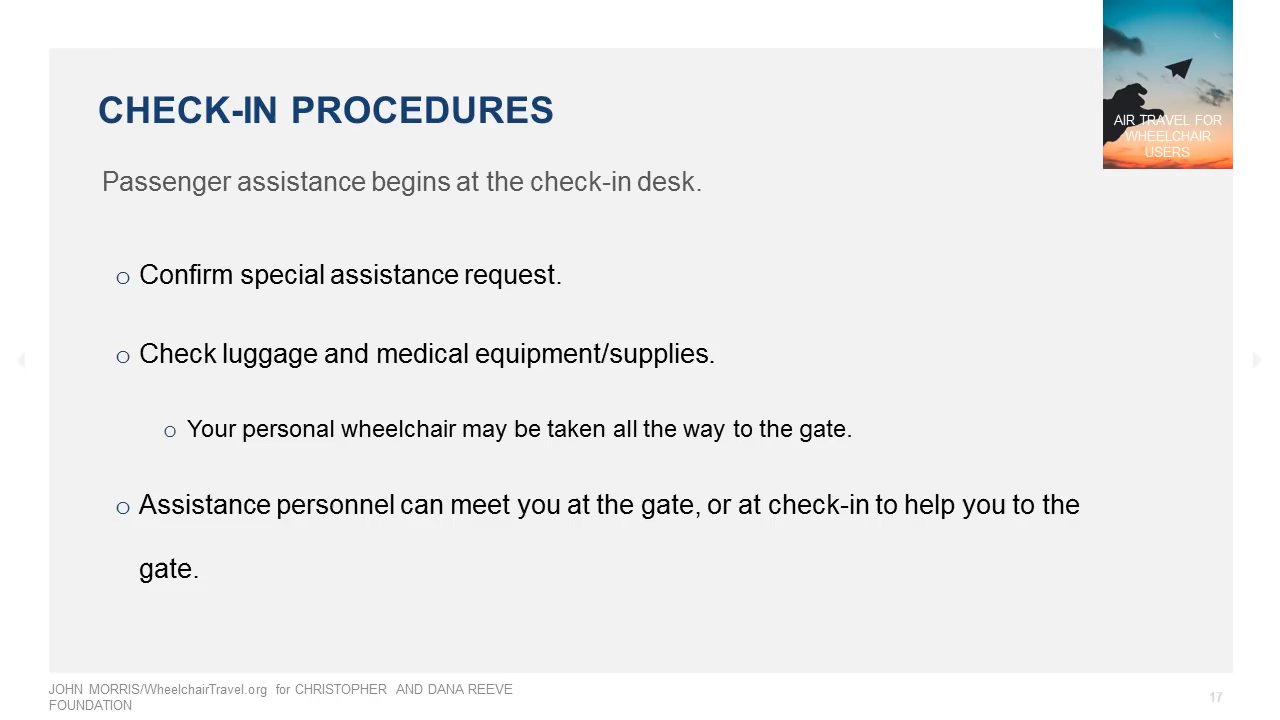 CHECK-IN PROCEDURES
AIR TRAVEL FOR
WHEELCHAIR
USERS
Passenger assistance begins at the check-in desk.
o Confirm special assistance request.
o Check luggage and medical equipment/supplies.
o Your personal wheelchair may be taken all the way to the gate.
o Assistance personnel can meet you at the gate, or at check-in to help you to the
gate.
JOHN MORRIS/WheelchairTravel.org for CHRISTOPHER AND DANA REEVE
FOUNDATION
17